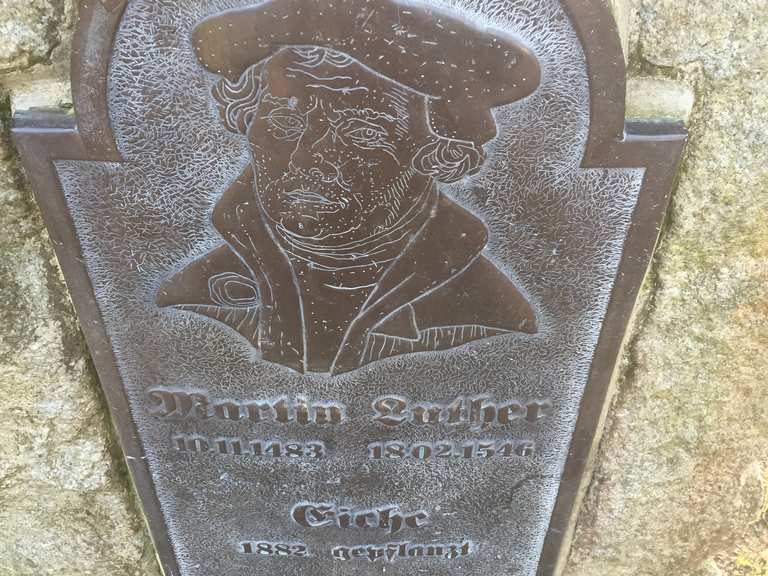 Martin Luther
10.11.1483 18.02.1546
Eiche
1882 gepflanzt